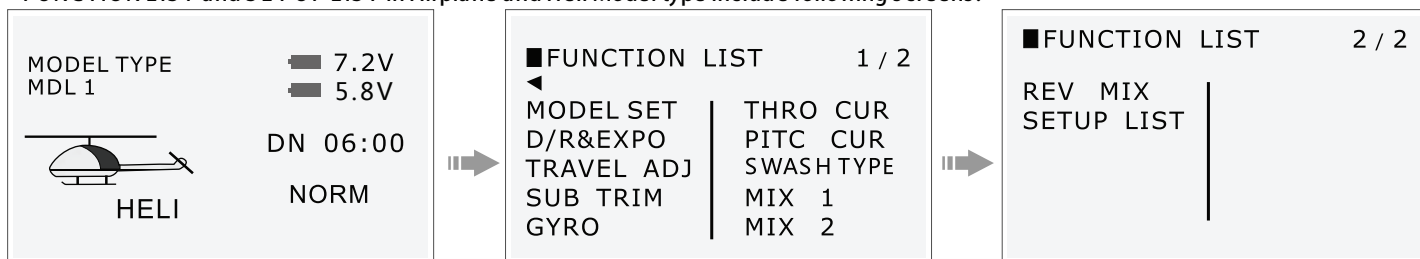 MODEL TYPE 7.2V
MDL 1 5.8V
DN 06:00
NORM
HELI
■FUNCTION LIST 1 / 2
◀
MODEL SET THRO CUR
D/R&EXPO PITC CUR
TRAVEL ADJ SWASH TYPE
SUB TRIM MIX 1
GYRO MIX 2
■FUNCTION LIST 2 / 2
REV MIX
SETUP LIST